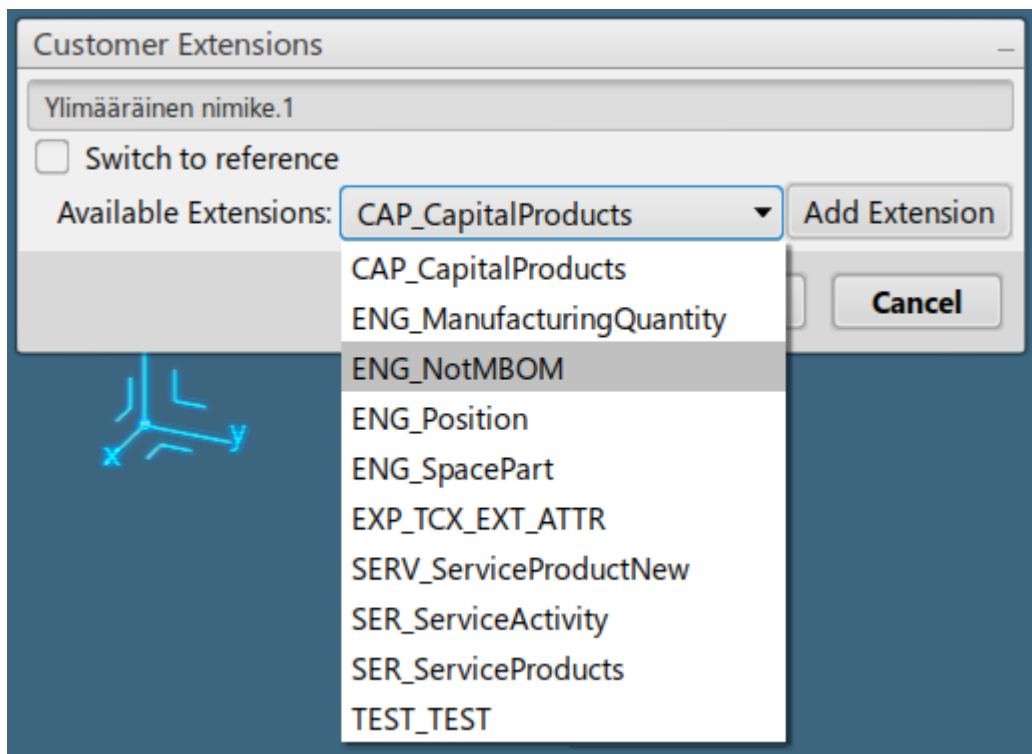 Customer Extensions
Ylimääräinen nimike.1
Switch to reference
Available Extensions: CAP_CapitalProducts Add Extension
CAP_CapitalProducts
ENG_ManufacturingQuantity
Cancel
ENG_NotMBOM
ENG_Position
ENG_SpacePart
EXP_TCX_EXT_ATTR
SERV_ServiceProductNew
SER_ServiceActivity
SER_ServiceProducts
TEST_TEST
x
y